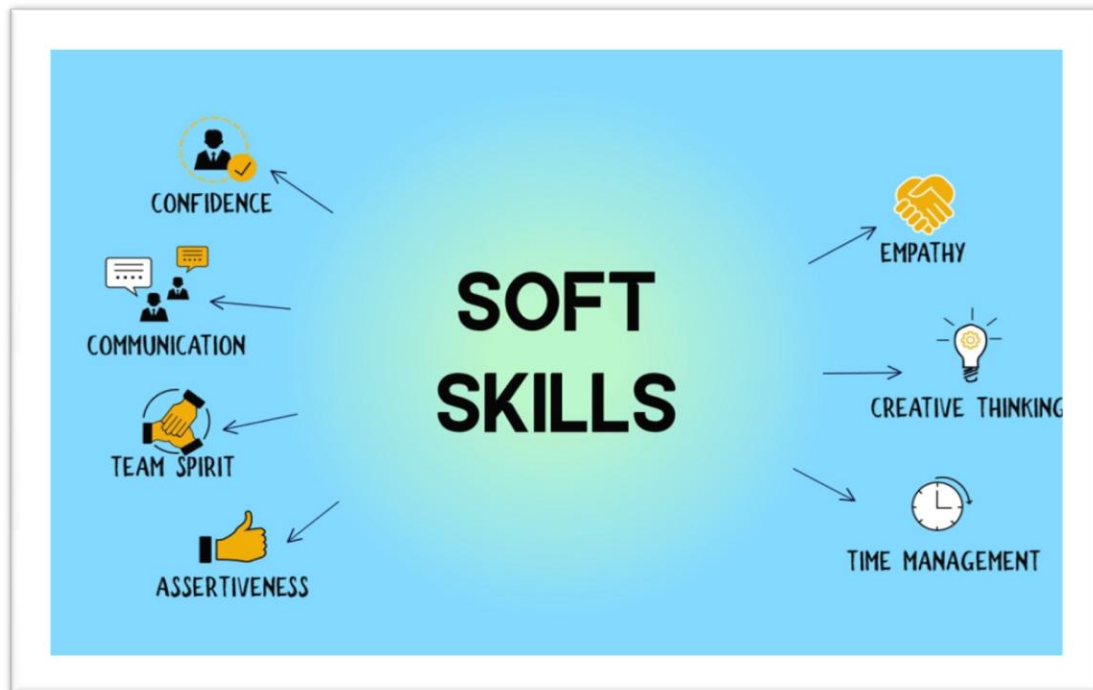 SOFT
SKILLS
CONFIDENCE
COMMUNICATION
TEAM SPIRIT
ASSERTIVENESS
EMPATHY
CREATIVE THINKING
TIME MANAGEMENT